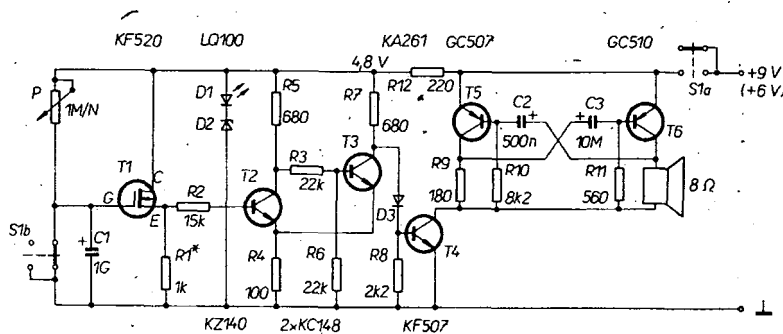 KF520 LQ100 KA261 GC507 GC510
4,8 V
+9 V
(+6 V)
S1a
P
1M/N
D1
D2
R5
680
R7
680
R12
220
T5
C2
500n
C3
10M
T6
T1
G
C
E
R2
15k
T2
R3
22k
T3
R9
180
R10
8k2
R11
560
8 Ω
D3
S1b
C1
1G
R1*
1k
R4
100
R6
22k
R8
2k2
T4
KZ140 2xKC148 KF507